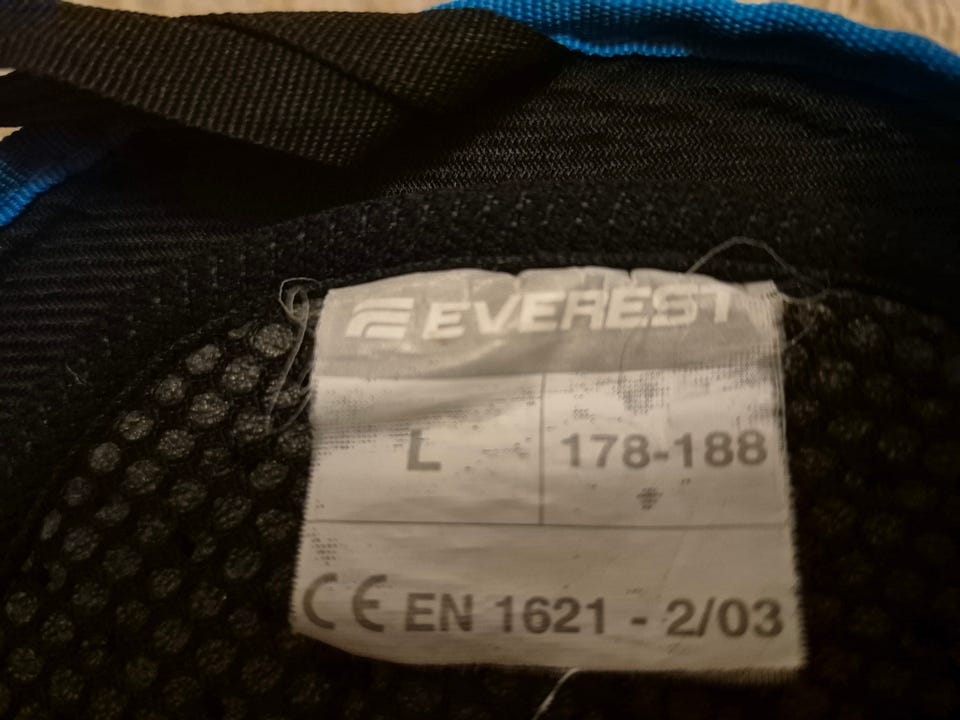 EVEREST
L
178-188
CE EN 1621 - 2/03